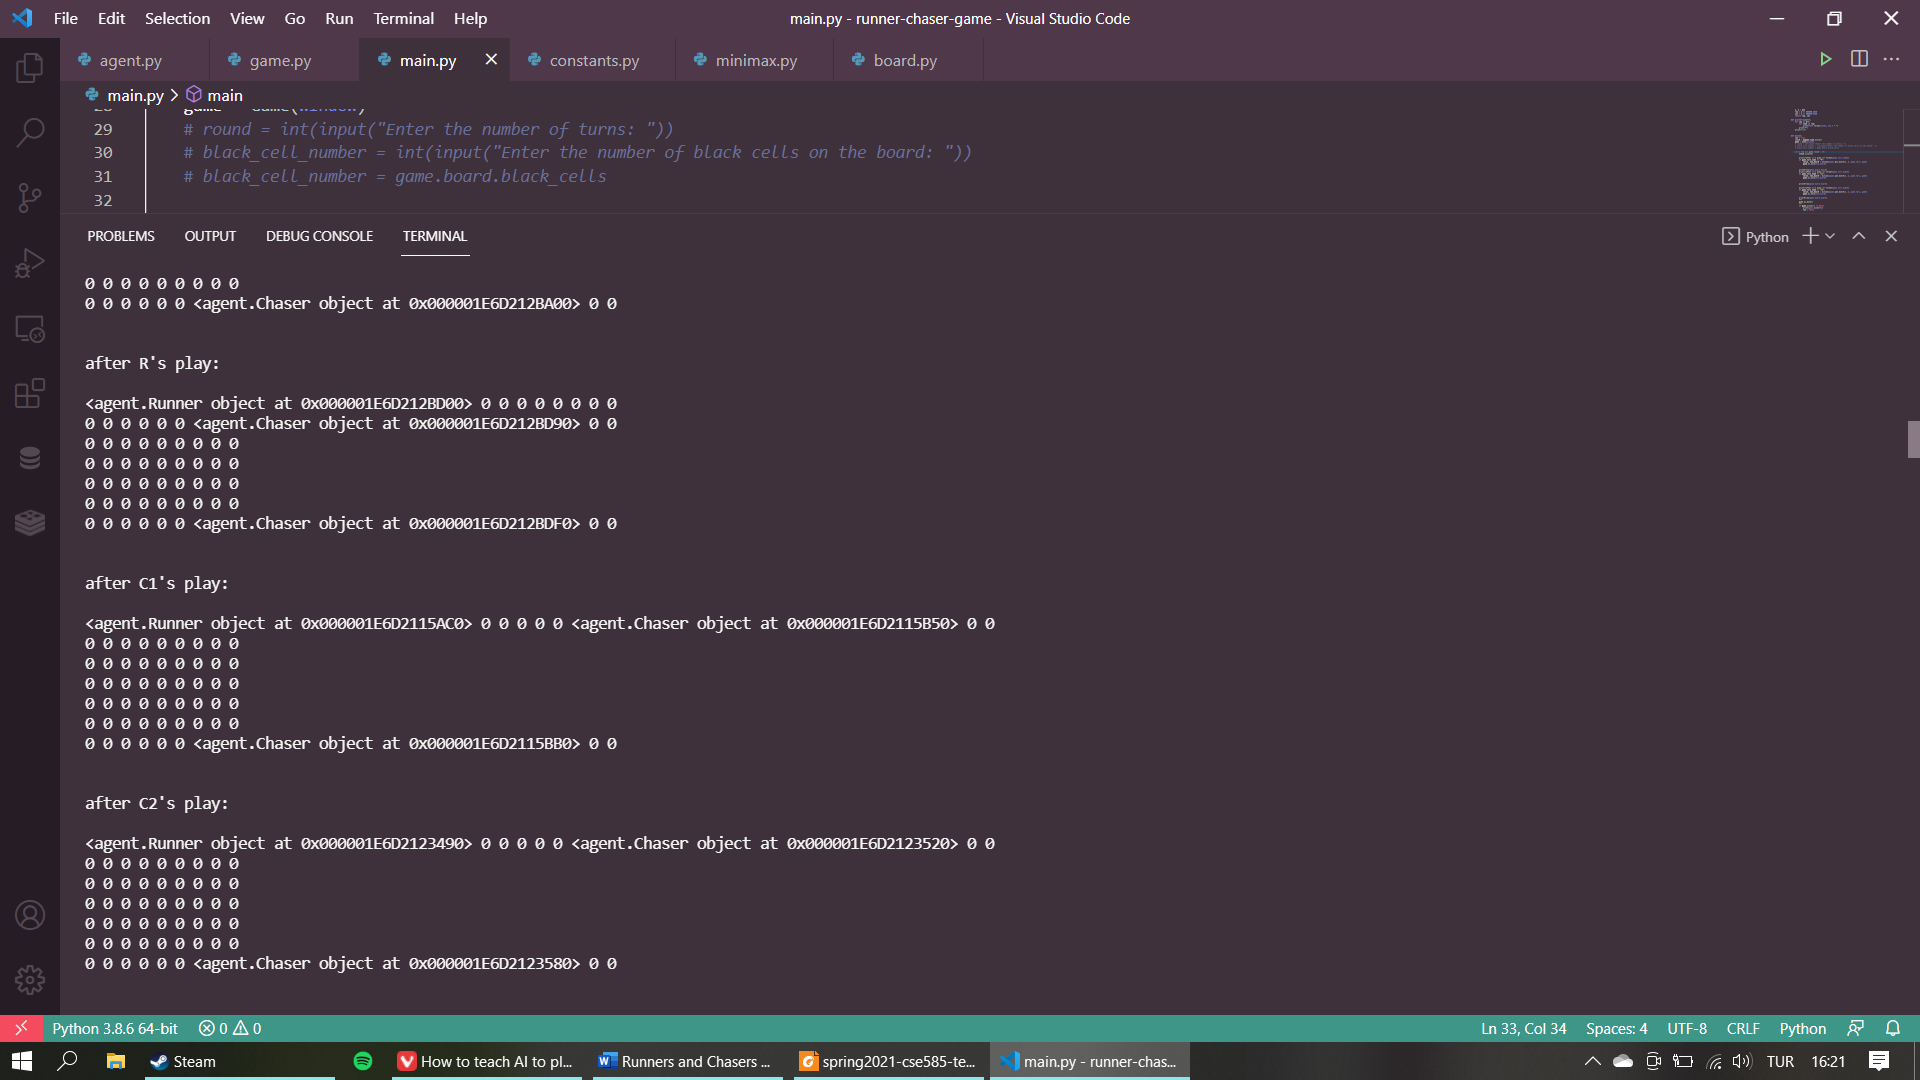 File Edit Selection View Go Run Terminal Help main.py - runner-chaser-game - Visual Studio Code
agent.py game.py main.py constants.py minimax.py board.py
main.py > main
29 # round = int(input("Enter the number of turns: "))
30 # black_cell_number = int(input("Enter the number of black cells on the board: "))
31 # black_cell_number = game.board.black_cells
32
PROBLEMS OUTPUT DEBUG CONSOLE TERMINAL Python
0 0 0 0 0 0 0 0 0
0 0 0 0 0 0 <agent.Chaser object at 0x000001E6D212BA00> 0 0
after R's play:
<agent.Runner object at 0x000001E6D212BD00> 0 0 0 0 0 0 0 0
0 0 0 0 0 0 <agent.Chaser object at 0x000001E6D212BD90> 0 0
0 0 0 0 0 0 0 0 0
0 0 0 0 0 0 0 0 0
0 0 0 0 0 0 0 0 0
0 0 0 0 0 0 0 0 0
0 0 0 0 0 0 <agent.Chaser object at 0x000001E6D212BDF0> 0 0
after C1's play:
<agent.Runner object at 0x000001E6D2115AC0> 0 0 0 0 0 <agent.Chaser object at 0x000001E6D2115B50> 0 0
0 0 0 0 0 0 0 0 0
0 0 0 0 0 0 0 0 0
0 0 0 0 0 0 0 0 0
0 0 0 0 0 0 0 0 0
0 0 0 0 0 0 0 0 0
0 0 0 0 0 0 <agent.Chaser object at 0x000001E6D2115BB0> 0 0
after C2's play:
<agent.Runner object at 0x000001E6D2123490> 0 0 0 0 0 <agent.Chaser object at 0x000001E6D2123520> 0 0
0 0 0 0 0 0 0 0 0
0 0 0 0 0 0 0 0 0
0 0 0 0 0 0 0 0 0
0 0 0 0 0 0 0 0 0
0 0 0 0 0 0 0 0 0
0 0 0 0 0 0 <agent.Chaser object at 0x000001E6D2123580> 0 0
Python 3.8.6 64-bit 0 0 Ln 33, Col 34 Spaces: 4 UTF-8 CRLF Python
Steam How to teach AI to pl... Runners and Chasers ... spring2021-cse585-te... main.py - runner-chas... TUR 16:21